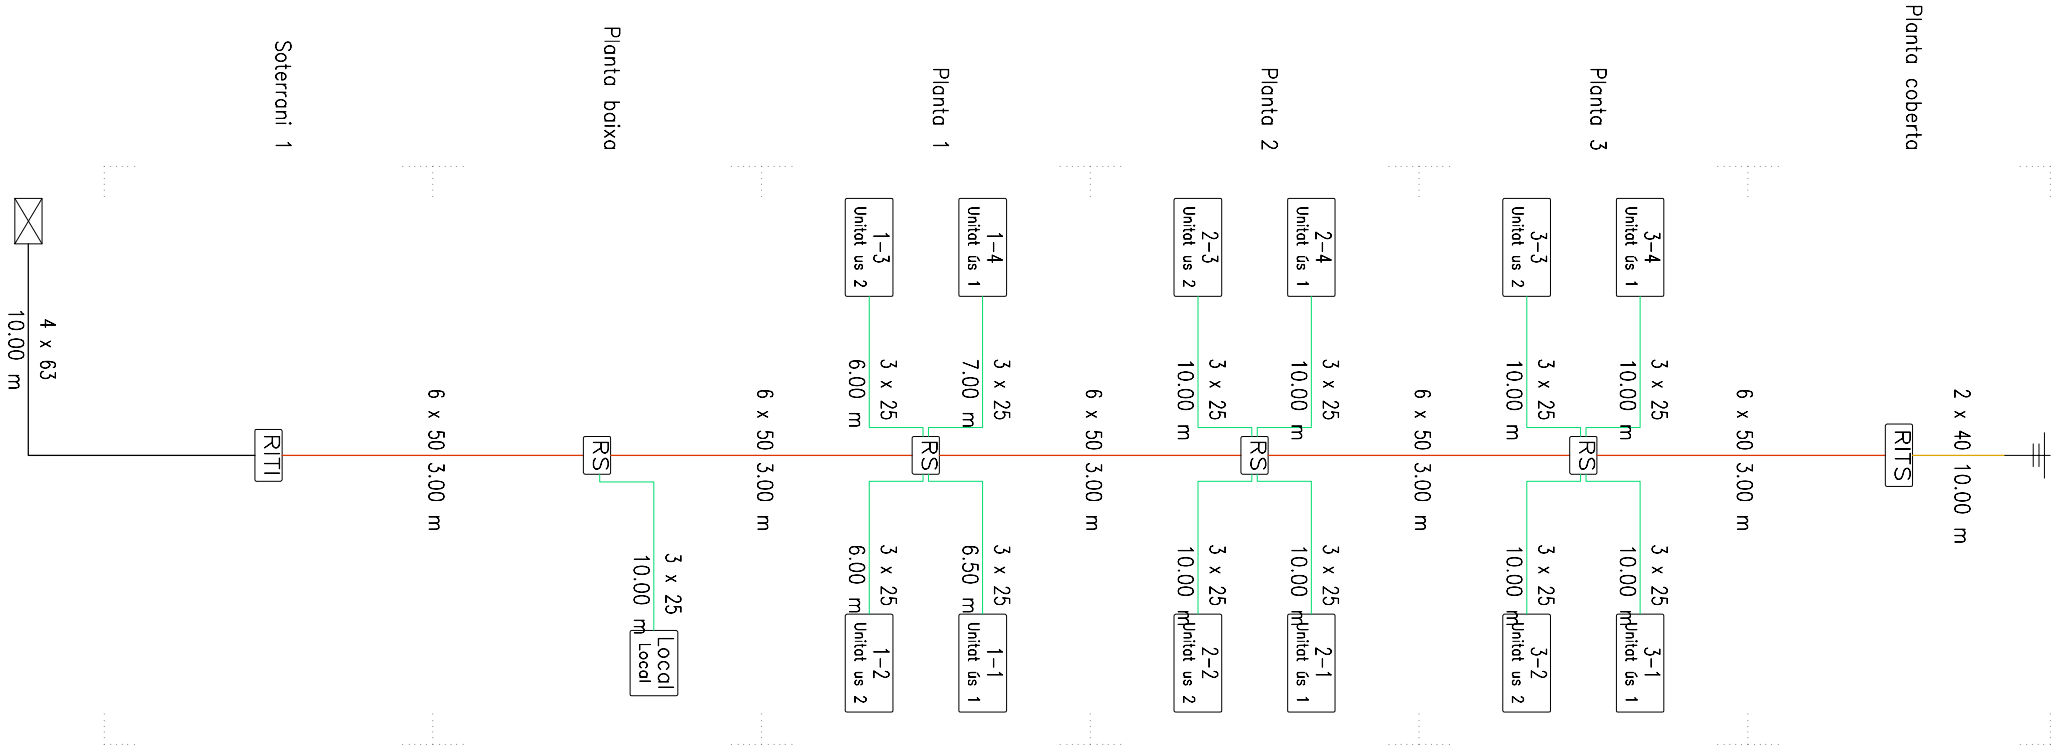 Planta coberta
2 x 40 10.00 m
RITS
6 x 50 3.00 m
Planta 3
3-4
Unitat ús 1
3 x 25
10.00 m
3-3
Unitat us 2
3 x 25
10.00 m
RS
3-1
Unitat ús 1
3 x 25
10.00 m
3-2
Unitat us 2
3 x 25
10.00 m
6 x 50 3.00 m
Planta 2
2-4
Unitat ús 1
3 x 25
10.00 m
2-3
Unitat us 2
3 x 25
10.00 m
RS
2-1
Unitat ús 1
3 x 25
10.00 m
2-2
Unitat us 2
3 x 25
10.00 m
6 x 50 3.00 m
Planta 1
1-4
Unitat ús 1
3 x 25
7.00 m
1-3
Unitat us 2
3 x 25
6.00 m
RS
1-1
Unitat ús 1
3 x 25
6.50 m
1-2
Unitat us 2
3 x 25
6.00 m
6 x 50 3.00 m
Planta baixa
RS
3 x 25
10.00 m
Local
Local
6 x 50 3.00 m
Soterrani 1
RITI
4 x 63
10.00 m